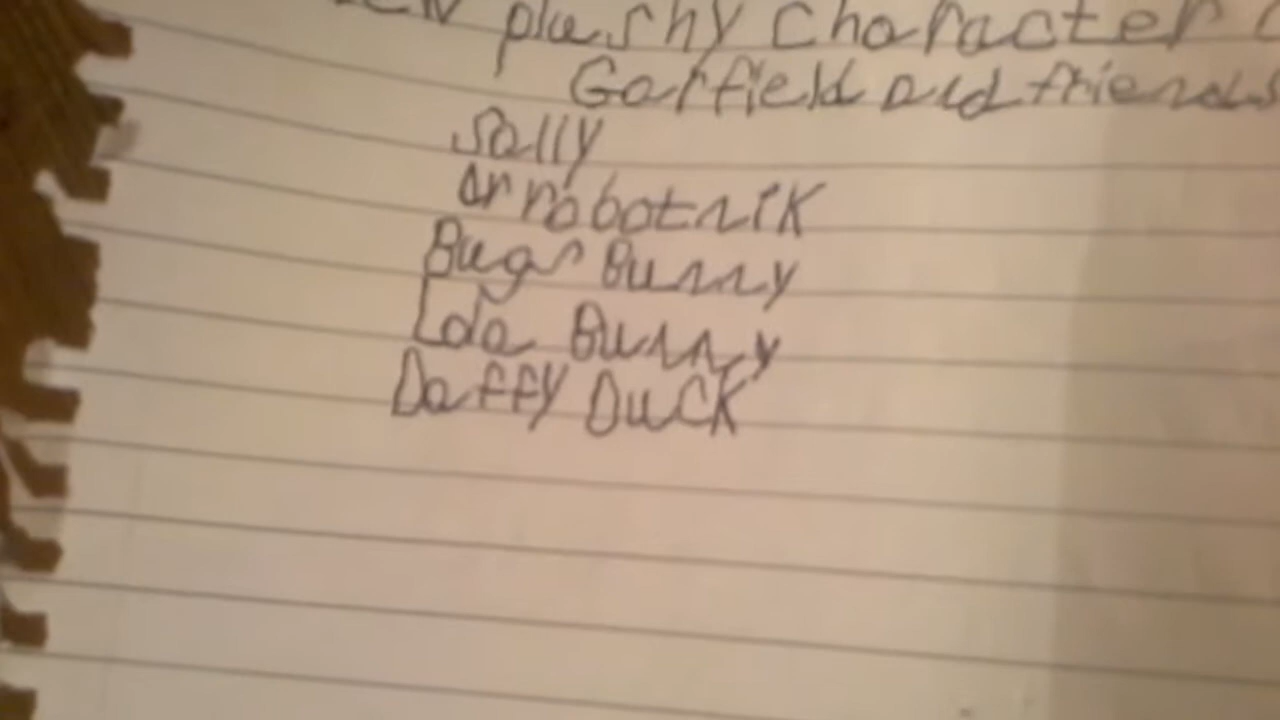 plushy Character
Garfield and friends
Sally
dr robotnik
Bugs Bunny
Lola Bunny
Daffy Duck